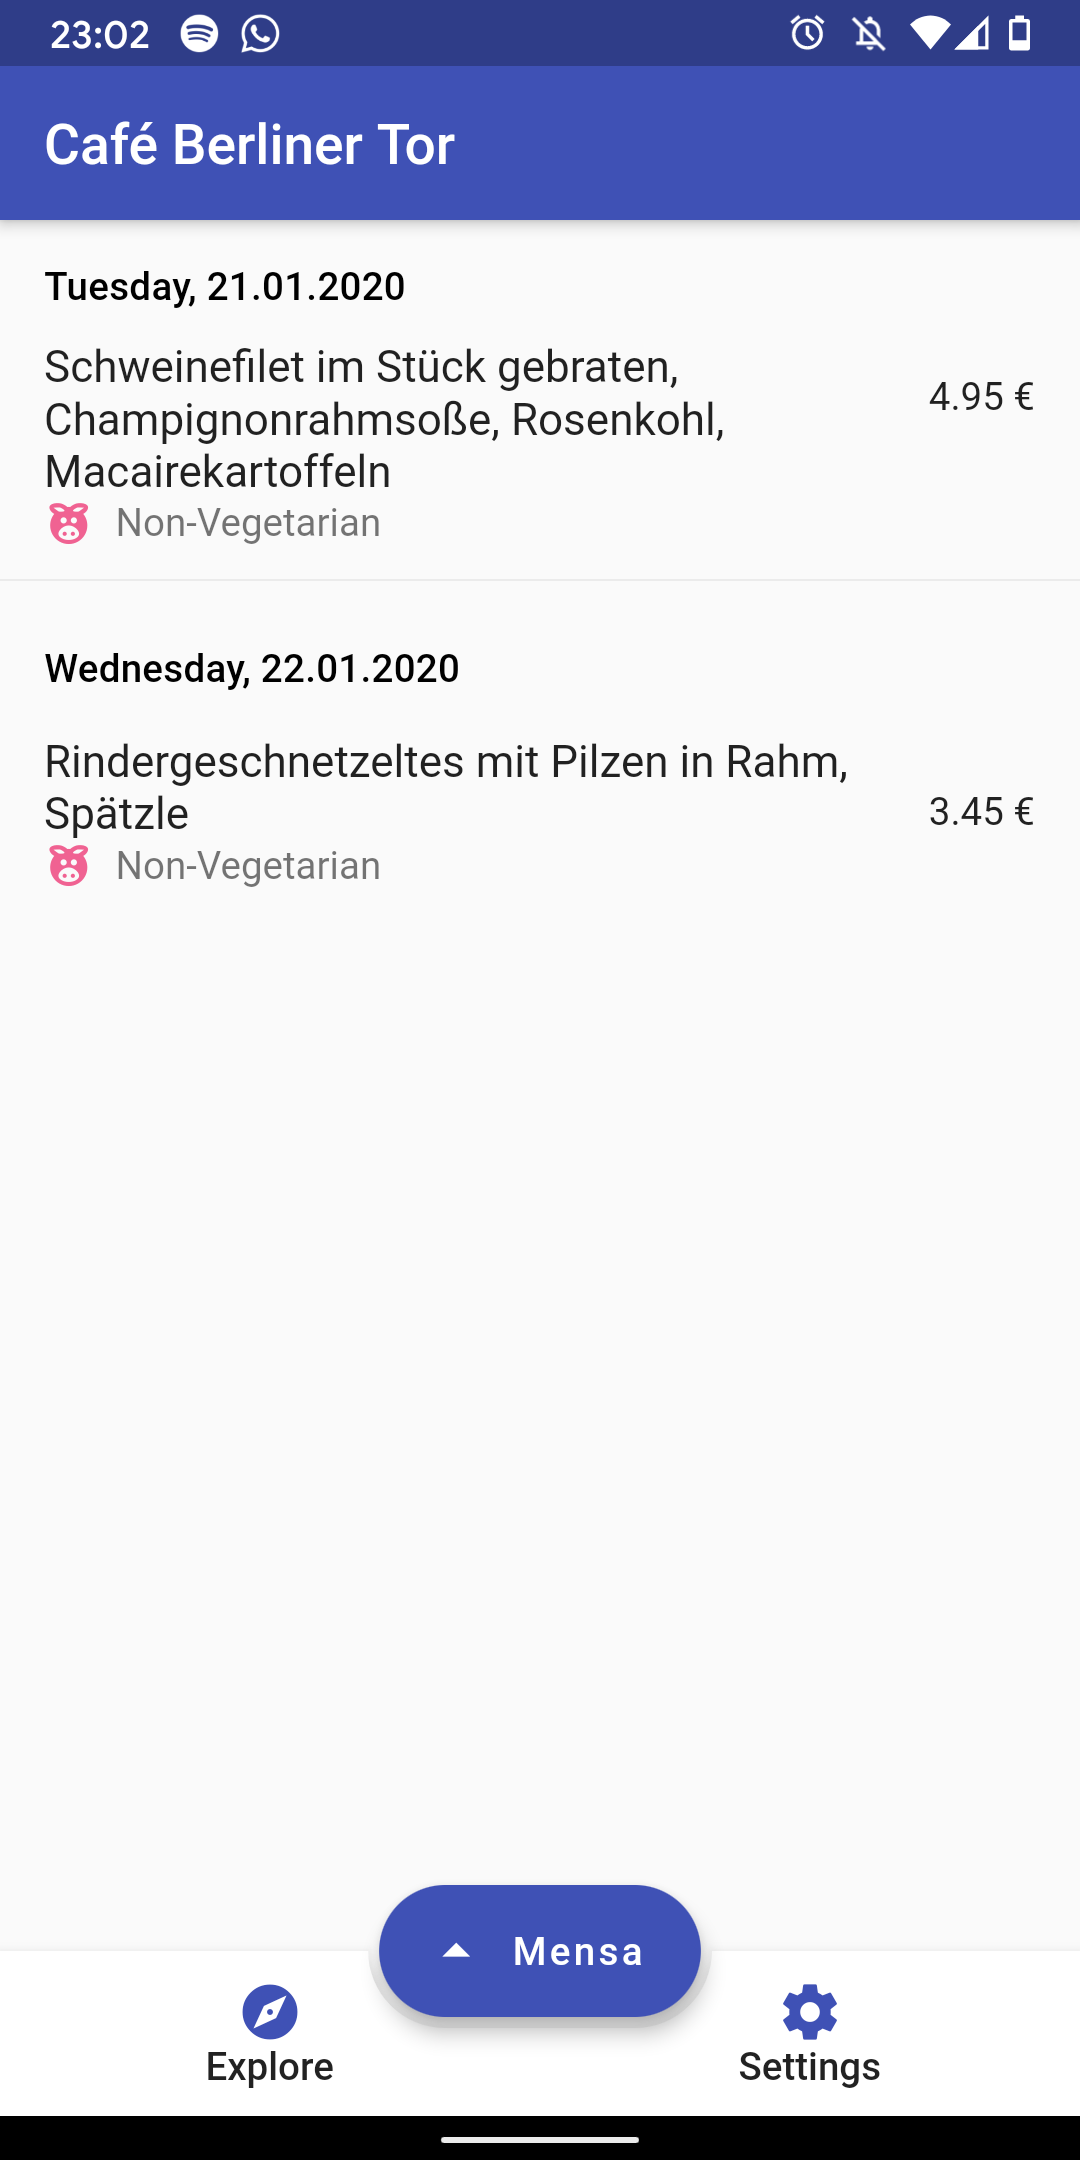 23:02
Café Berliner Tor
Tuesday, 21.01.2020
Schweinefilet im Stück gebraten,
Champignonrahmsoße, Rosenkohl,
Macairekartoffeln
4.95 €
Non-Vegetarian
Wednesday, 22.01.2020
Rindergeschnetzeltes mit Pilzen in Rahm,
Spätzle
3.45 €
Non-Vegetarian
Mensa
Explore
Settings